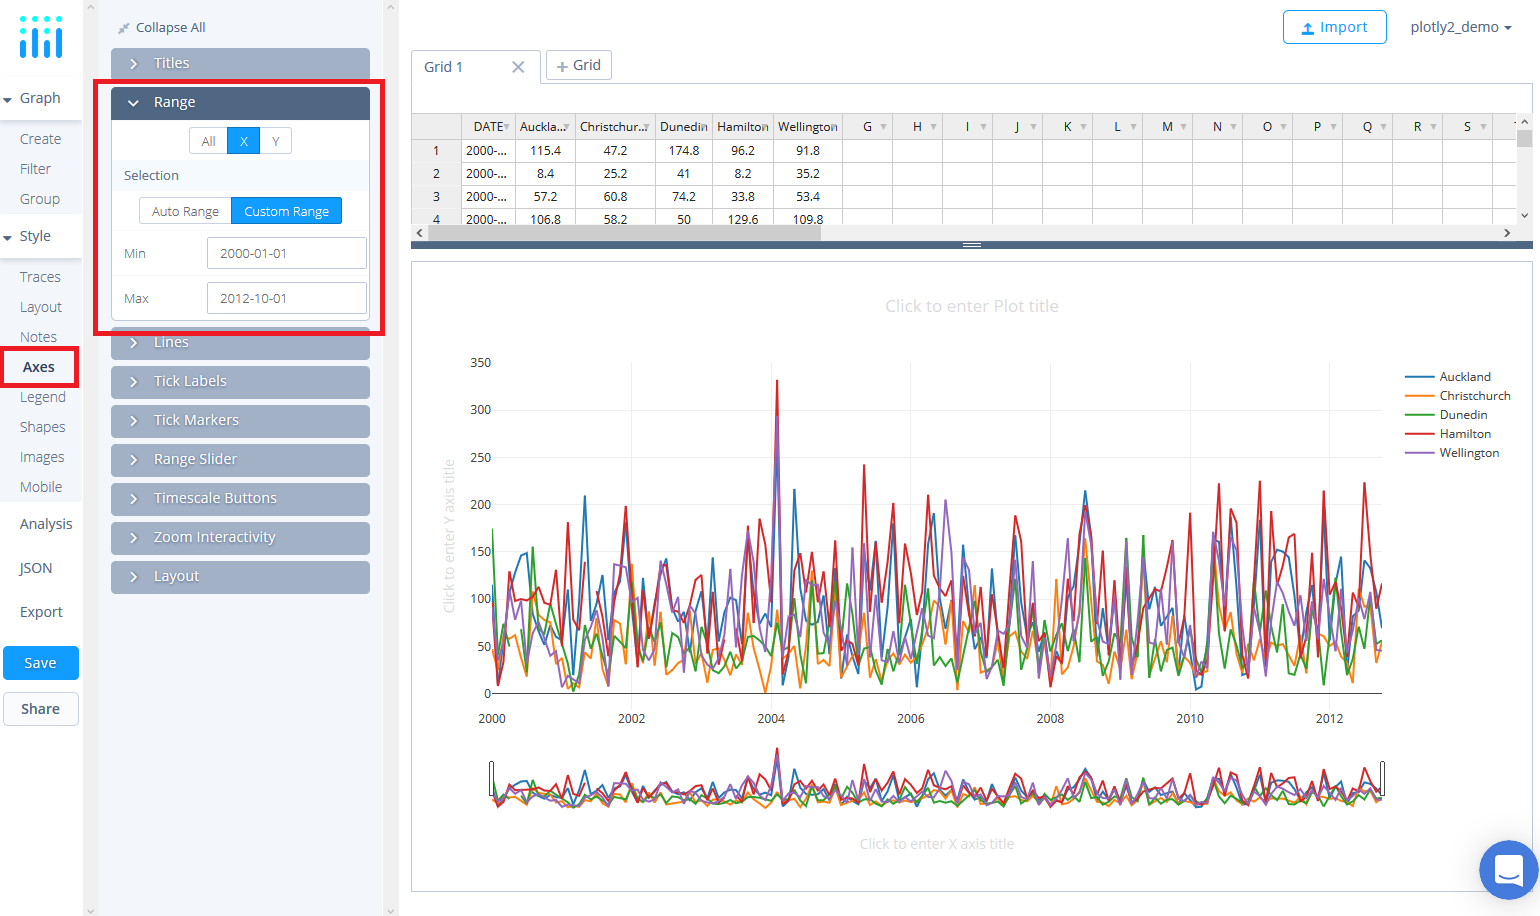 Collapse All
Titles
Range
All X Y
Selection
Auto Range Custom Range
Min 2000-01-01
Max 2012-10-01
Lines
Tick Labels
Tick Markers
Range Slider
Timescale Buttons
Zoom Interactivity
Layout
Graph
Create
Filter
Group
Style
Traces
Layout
Notes
Axes
Legend
Shapes
Images
Mobile
Analysis
JSON
Export
Save
Share
Import plotly2_demo
Grid 1 + Grid
DATE Auckla... Christchur... Dunedin Hamilton Wellington G H I J K L M N O P Q R S
1 2000-... 115.4 47.2 174.8 96.2 91.8
2 2000-... 8.4 25.2 41 8.2 35.2
3 2000-... 57.2 60.8 74.2 33.8 53.4
4 2000-... 106.8 58.2 50 129.6 109.8
Click to enter Plot title
Click to enter Y axis title
350
300
250
200
150
100
50
0
2000 2002 2004 2006 2008 2010 2012
Auckland
Christchurch
Dunedin
Hamilton
Wellington
Click to enter X axis title